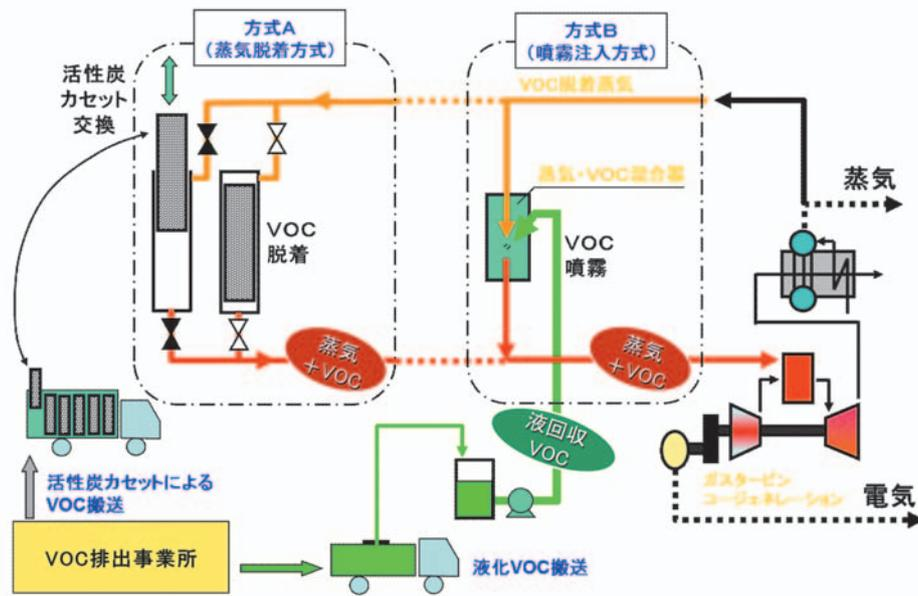 方式A
(蒸気脱着方式)
方式B
(噴霧注入方式)
活性炭
カセット
交換
VOC脱着蒸気
蒸気・VOC混合器
蒸気
VOC
脱着
VOC
噴霧
蒸気
+VOC
蒸気
+VOC
液回収
VOC
活性炭カセットによる
VOC搬送
ガスタービン
コージェネレーション
電気
VOC排出事業所
液化VOC搬送